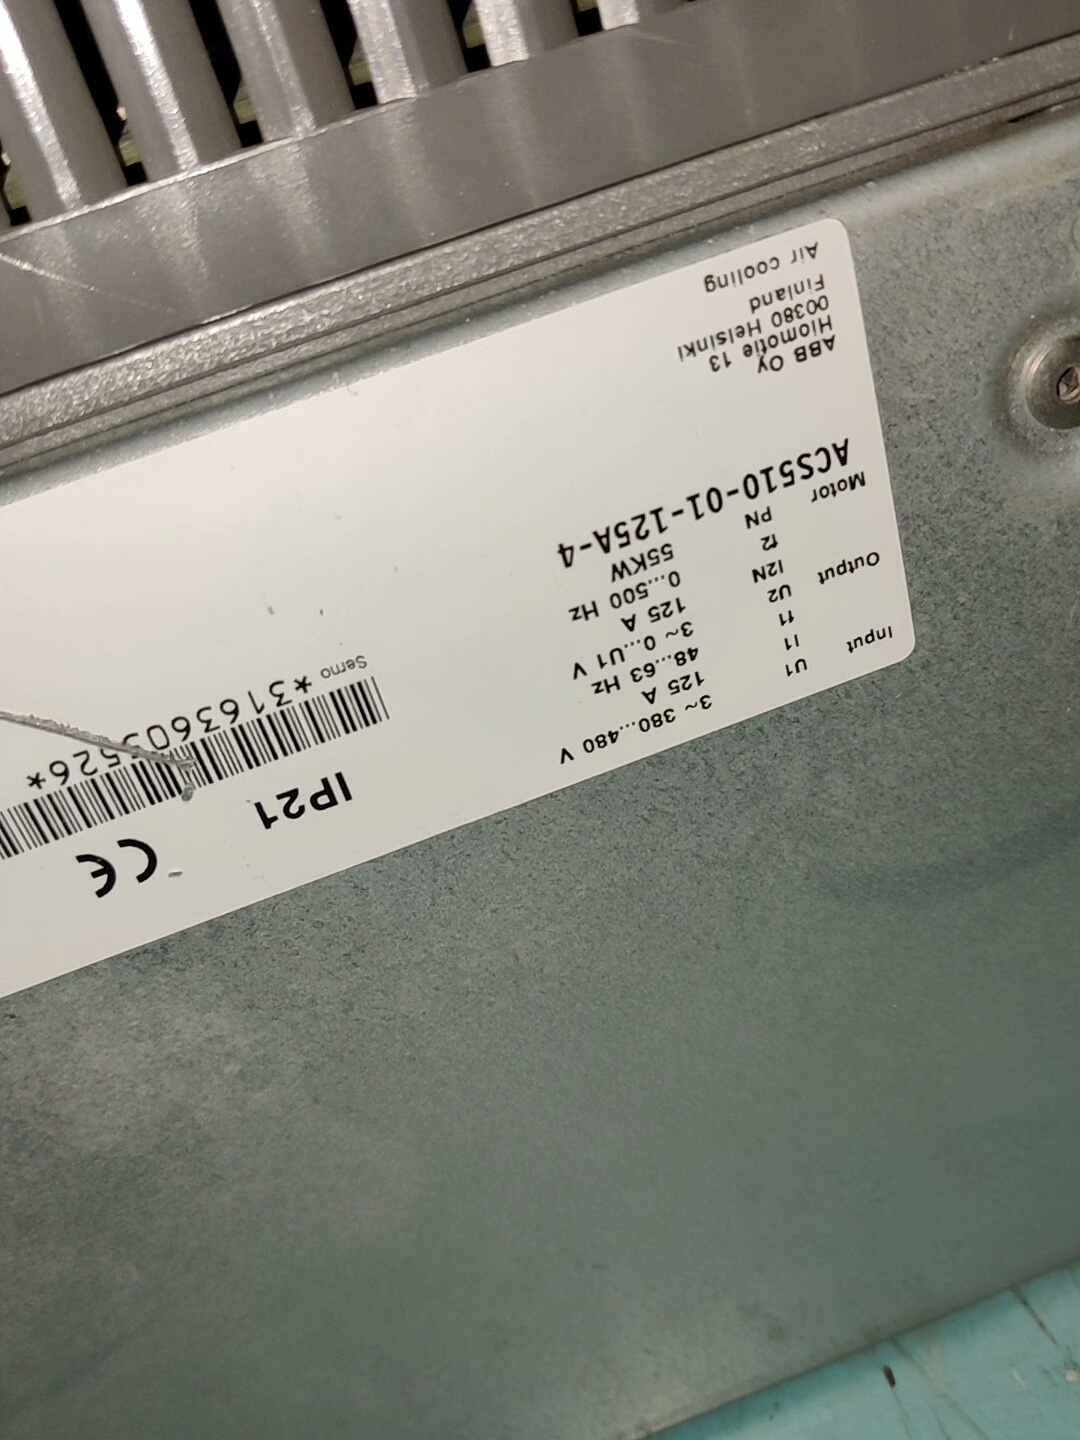 Input U1 3~ 380...480 V
I1 125 A
f1 48...63 Hz
Output U2 3~ 0...U1 V
I2N 125 A
f2 0...500 Hz
Motor PN 55KW
ACS510-01-125A-4
IP21
CE
Serno
ABB Oy
Hiomotie 13
00380 Helsinki
Finland
Air cooling